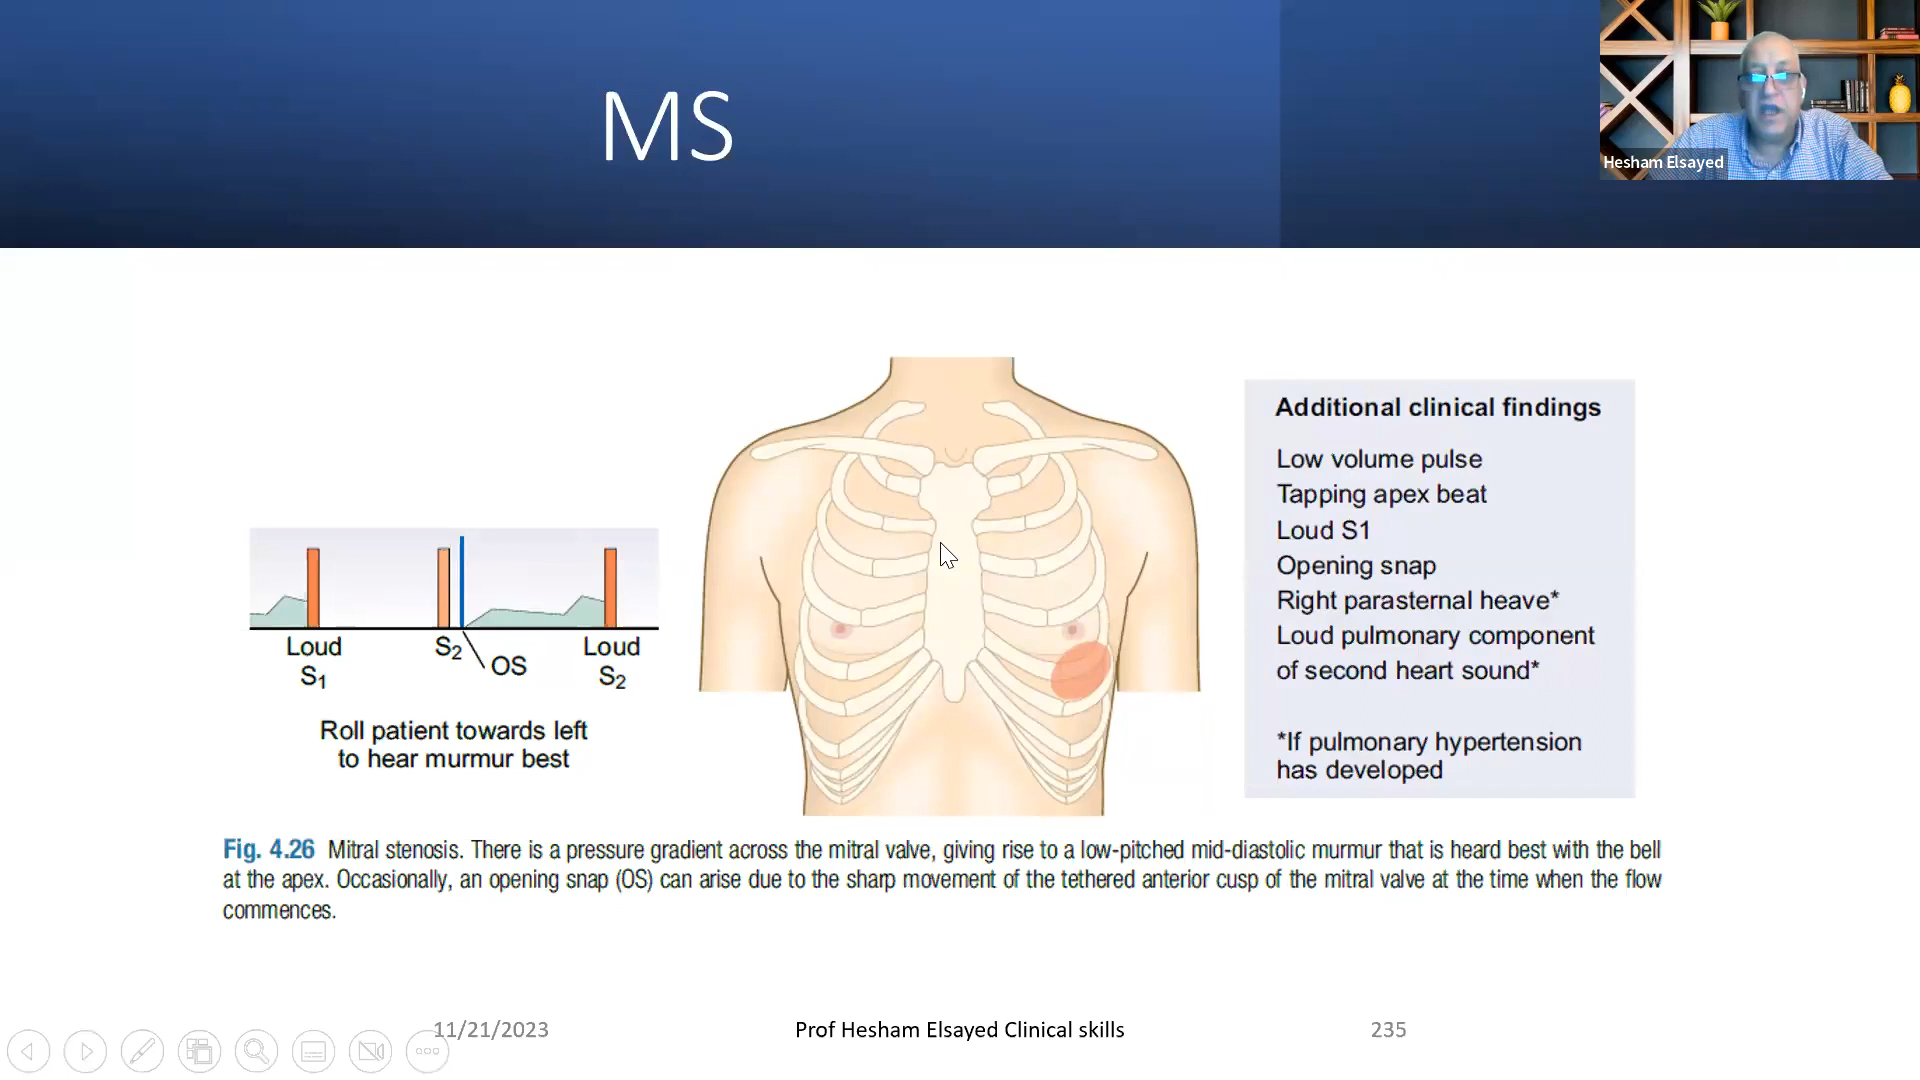 MS
Hesham Elsayed
Loud
S1
S2
OS
Loud
S2
Roll patient towards left
to hear murmur best
Additional clinical findings
Low volume pulse
Tapping apex beat
Loud S1
Opening snap
Right parasternal heave*
Loud pulmonary component
of second heart sound*
*If pulmonary hypertension
has developed
Fig. 4.26 Mitral stenosis. There is a pressure gradient across the mitral valve, giving rise to a low-pitched mid-diastolic murmur that is heard best with the bell
at the apex. Occasionally, an opening snap (OS) can arise due to the sharp movement of the tethered anterior cusp of the mitral valve at the time when the flow
commences.
11/21/2023
Prof Hesham Elsayed Clinical skills
235